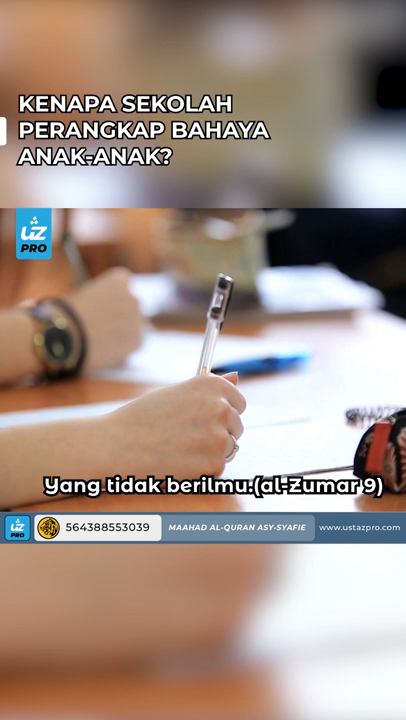 KENAPA SEKOLAH
PERANGKAP BAHAYA
ANAK-ANAK?
UZ
PRO
Yang tidak berilmu.(al-Zumar 9)
UZ
PRO
564388553039
MAAHAD AL-QURAN ASY-SYAFIE
www.ustazpro.com